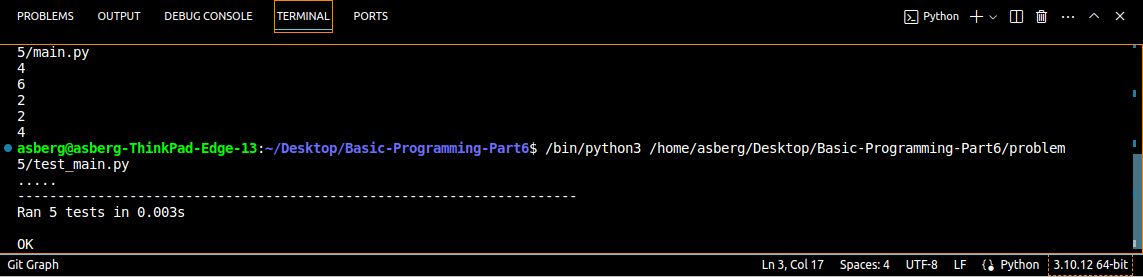 PROBLEMS OUTPUT DEBUG CONSOLE TERMINAL PORTS Python
5/main.py
4
6
2
2
4
asberg@asberg-ThinkPad-Edge-13:~/Desktop/Basic-Programming-Part6$ /bin/python3 /home/asberg/Desktop/Basic-Programming-Part6/problem
5/test_main.py
.....
----------------------------------------------------------------------
Ran 5 tests in 0.003s
OK
Git Graph Ln 3, Col 17 Spaces: 4 UTF-8 LF Python 3.10.12 64-bit